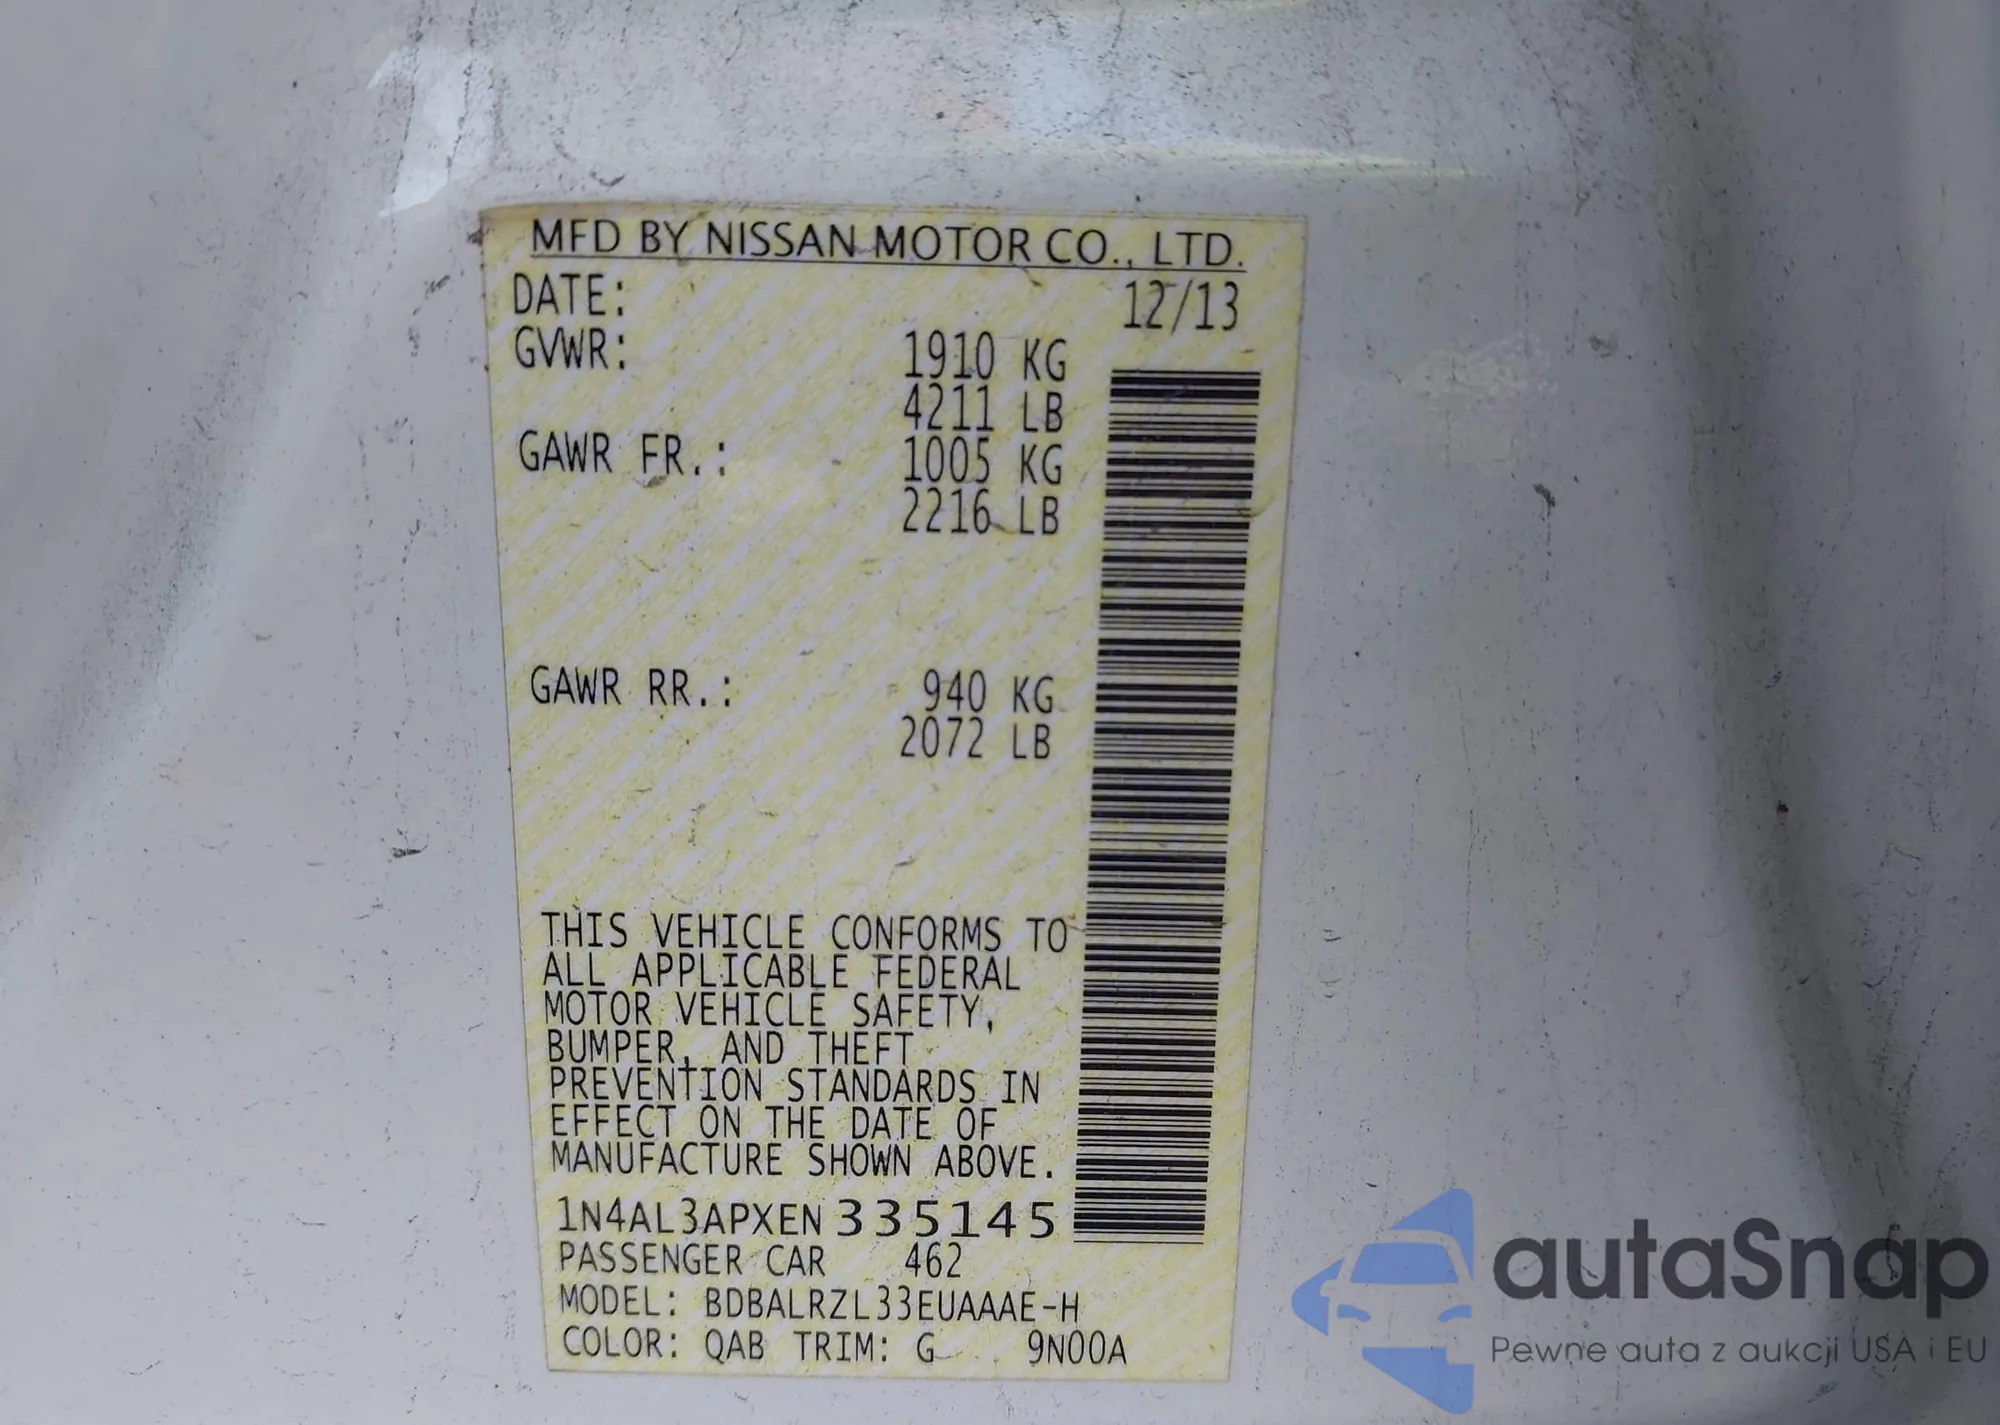 MFD BY NISSAN MOTOR CO., LTD.
DATE: 12/13
GVWR: 1910 KG
4211 LB
GAWR FR.: 1005 KG
2216 LB
GAWR RR.: 940 KG
2072 LB
THIS VEHICLE CONFORMS TO
ALL APPLICABLE FEDERAL
MOTOR VEHICLE SAFETY,
BUMPER, AND THEFT
PREVENTION STANDARDS IN
EFFECT ON THE DATE OF
MANUFACTURE SHOWN ABOVE.
1N4AL3APXEN335145
PASSENGER CAR 462
MODEL: BDBALRZL33EUAAAE-H
COLOR: QAB TRIM: G 9N00A
autaSnap
Pewne auta z aukcji USA i EU